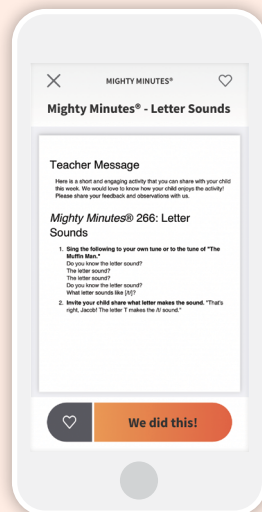 MIGHTY MINUTES®
Mighty Minutes® - Letter Sounds
Teacher Message
Here is a short and engaging activity that you can share with your child
this week. We would love to know how your child enjoys the activity!
Please share your feedback and observations with us.
Mighty Minutes® 266: Letter
Sounds
1. Sing the following to your own tune or to the tune of "The
Muffin Man."
Do you know the letter sound?
The letter sound?
The letter sound?
Do you know the letter sound?
What letter sounds like [/t/]?
2. Invite your child share what letter makes the sound. "That's
right, Jacob! The letter T makes the /t/ sound."
We did this!